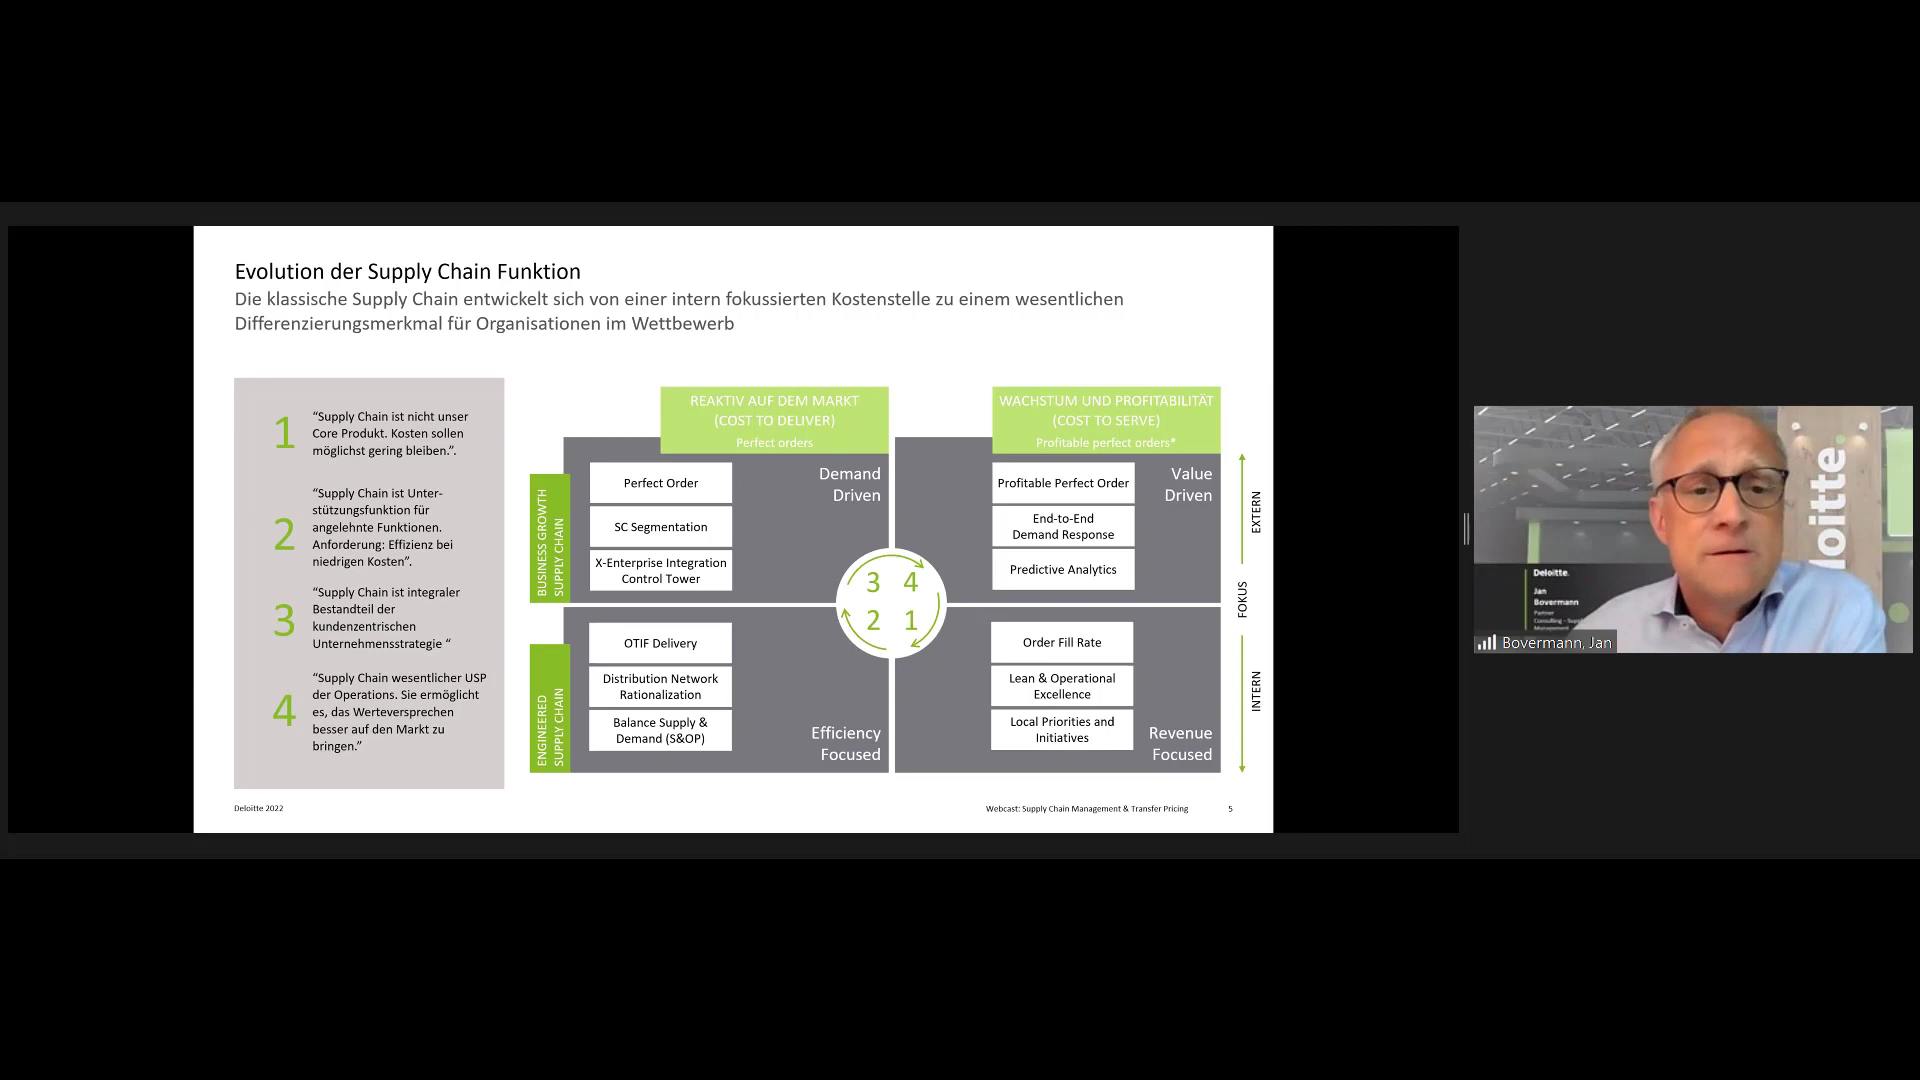 Evolution der Supply Chain Funktion
Die klassische Supply Chain entwickelt sich von einer intern fokussierten Kostenstelle zu einem wesentlichen
Differenzierungsmerkmal für Organisationen im Wettbewerb
1
“Supply Chain ist nicht unser
Core Produkt. Kosten sollen
möglichst gering bleiben.”.
2
“Supply Chain ist Unter-
stützungsfunktion für
angelehnte Funktionen.
Anforderung: Effizienz bei
niedrigen Kosten”.
3
“Supply Chain ist integraler
Bestandteil der
kundenzentrischen
Unternehmensstrategie “
4
“Supply Chain wesentlicher USP
der Operations. Sie ermöglicht
es, das Werteversprechen
besser auf den Markt zu
bringen.”
REAKTIV AUF DEM MARKT
(COST TO DELIVER)
Perfect orders
WACHSTUM UND PROFITABILITÄT
(COST TO SERVE)
Profitable perfect orders*
BUSINESS GROWTH
SUPPLY CHAIN
Perfect Order
SC Segmentation
X-Enterprise Integration
Control Tower
Demand
Driven
Profitable Perfect Order
End-to-End
Demand Response
Predictive Analytics
Value
Driven
3 4
2 1
ENGINEERED
SUPPLY CHAIN
OTIF Delivery
Distribution Network
Rationalization
Balance Supply &
Demand (S&OP)
Efficiency
Focused
Order Fill Rate
Lean & Operational
Excellence
Local Priorities and
Initiatives
Revenue
Focused
EXTERN
FOKUS
INTERN
Deloitte 2022
Webcast: Supply Chain Management & Transfer Pricing
5
oitte.
Deloitte.
Jan
Bovermann
Partner
Bovermann, Jan